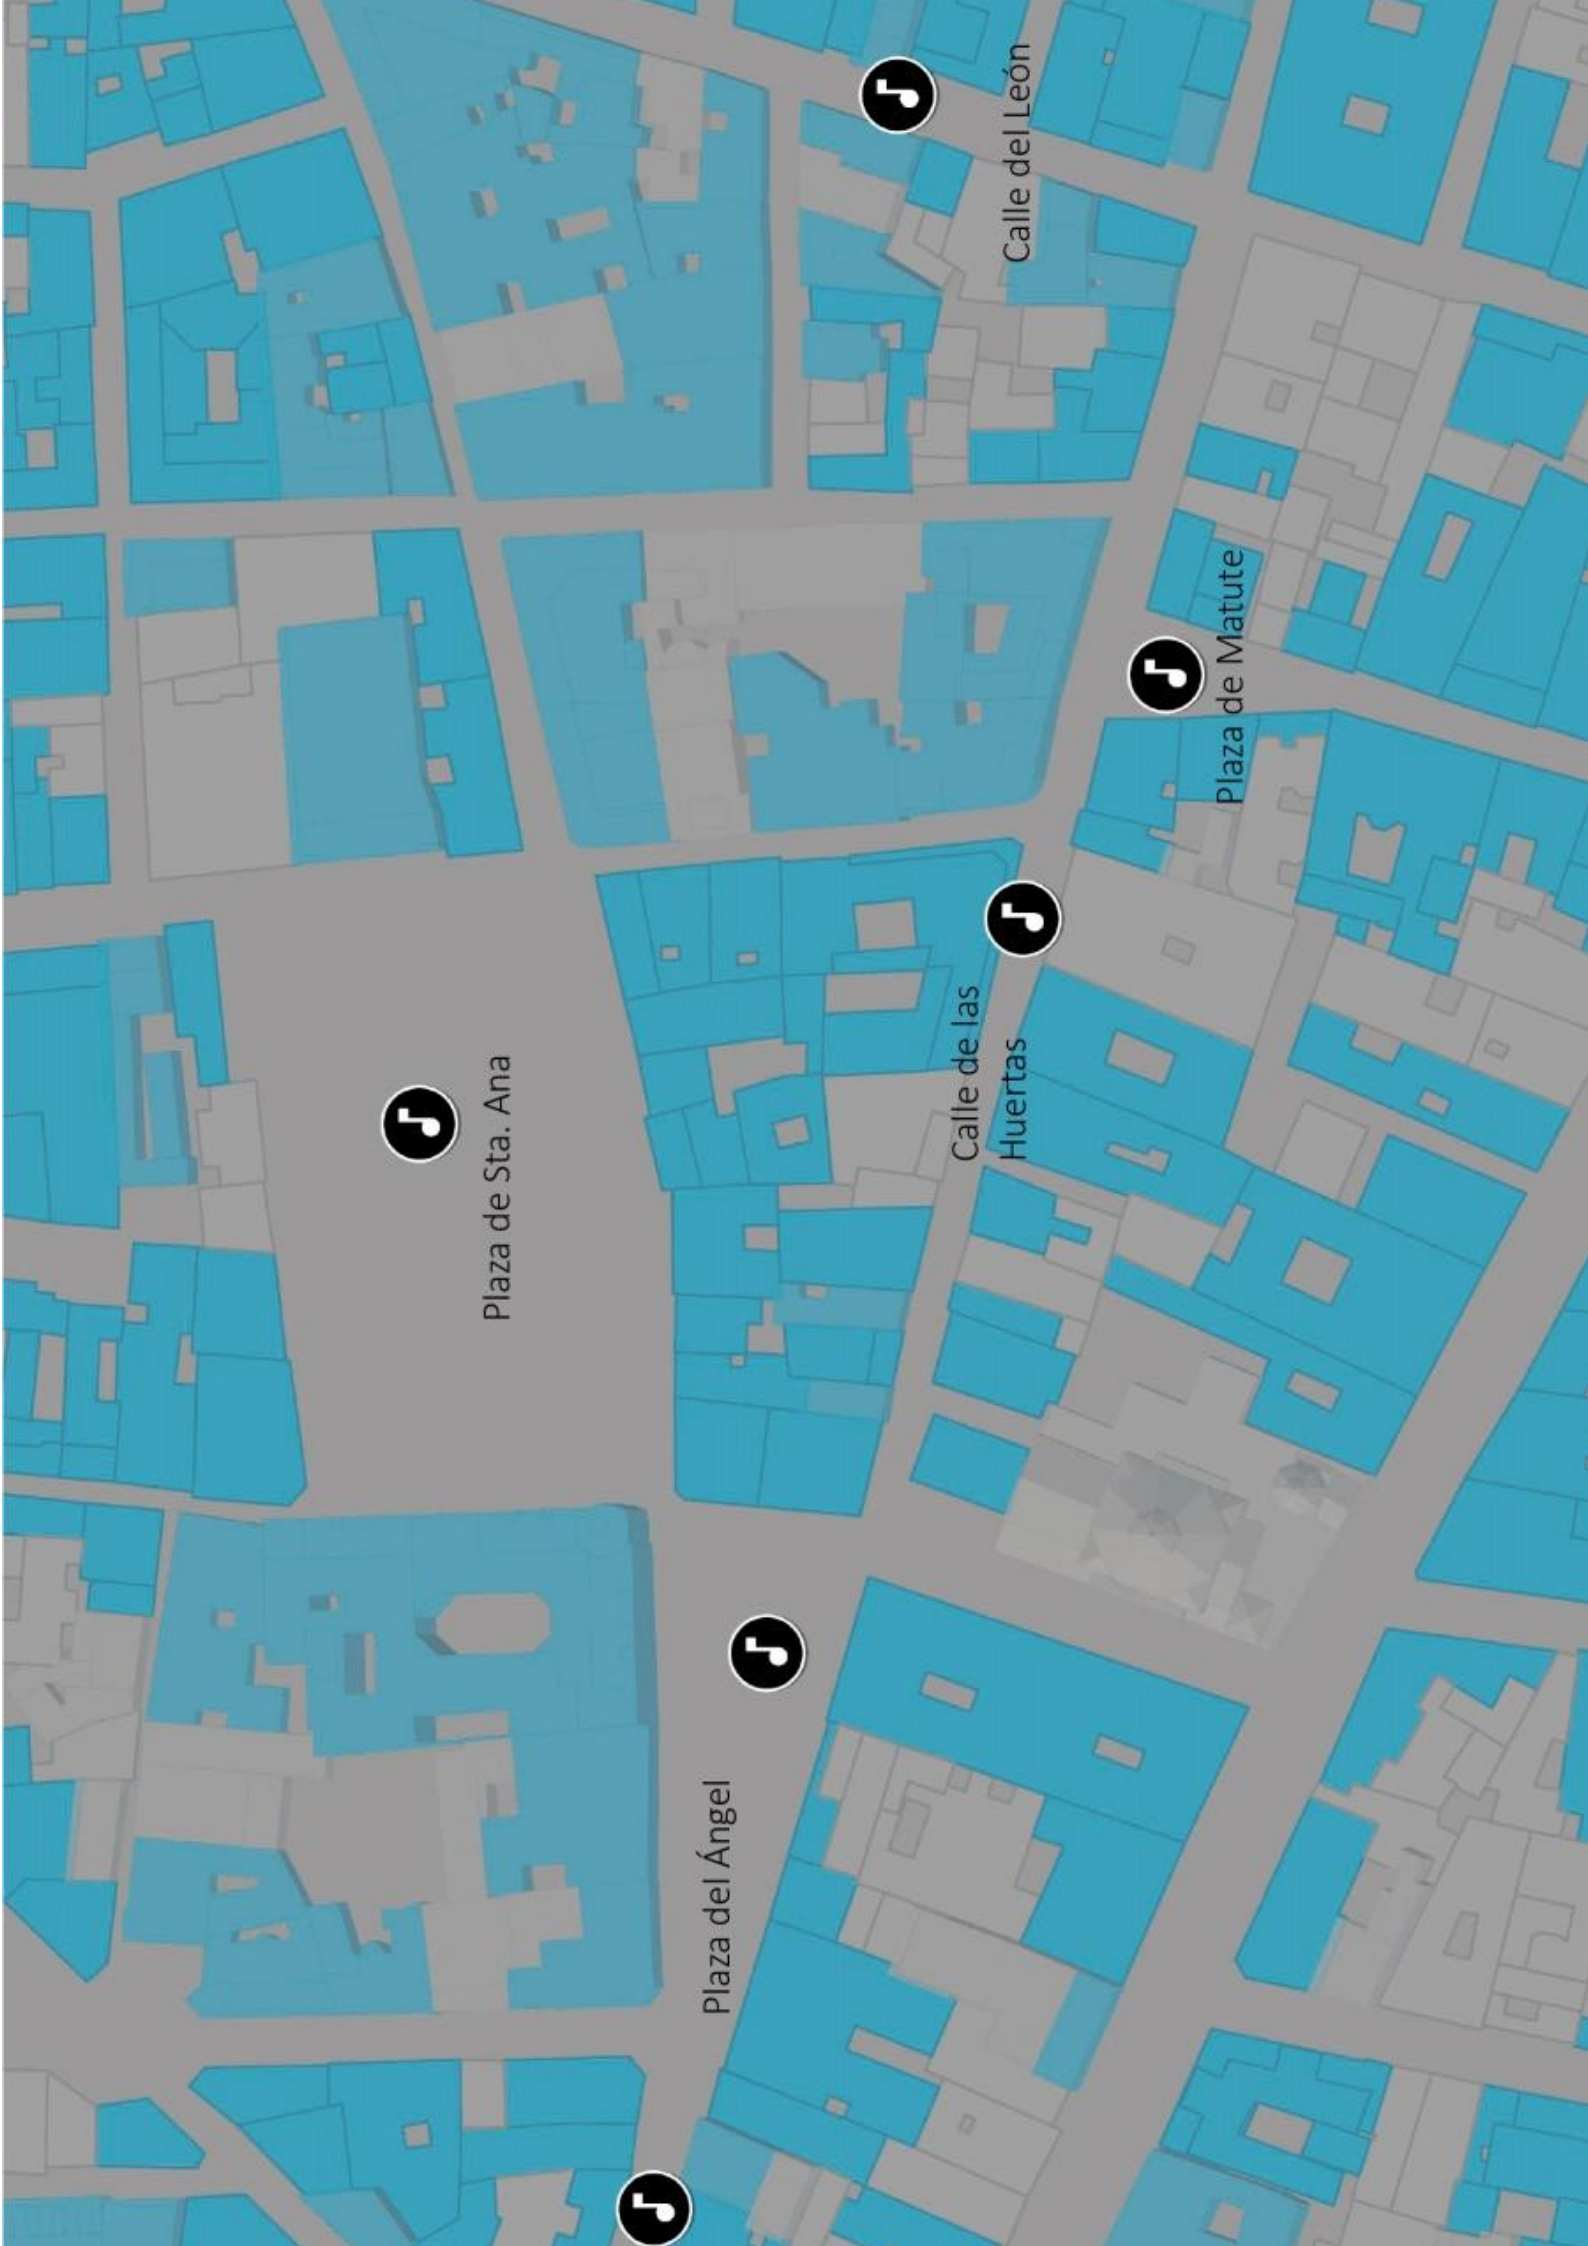 Plaza del Ángel
Plaza de Sta. Ana
Calle de las
Huertas
Plaza de Matute
Calle del León